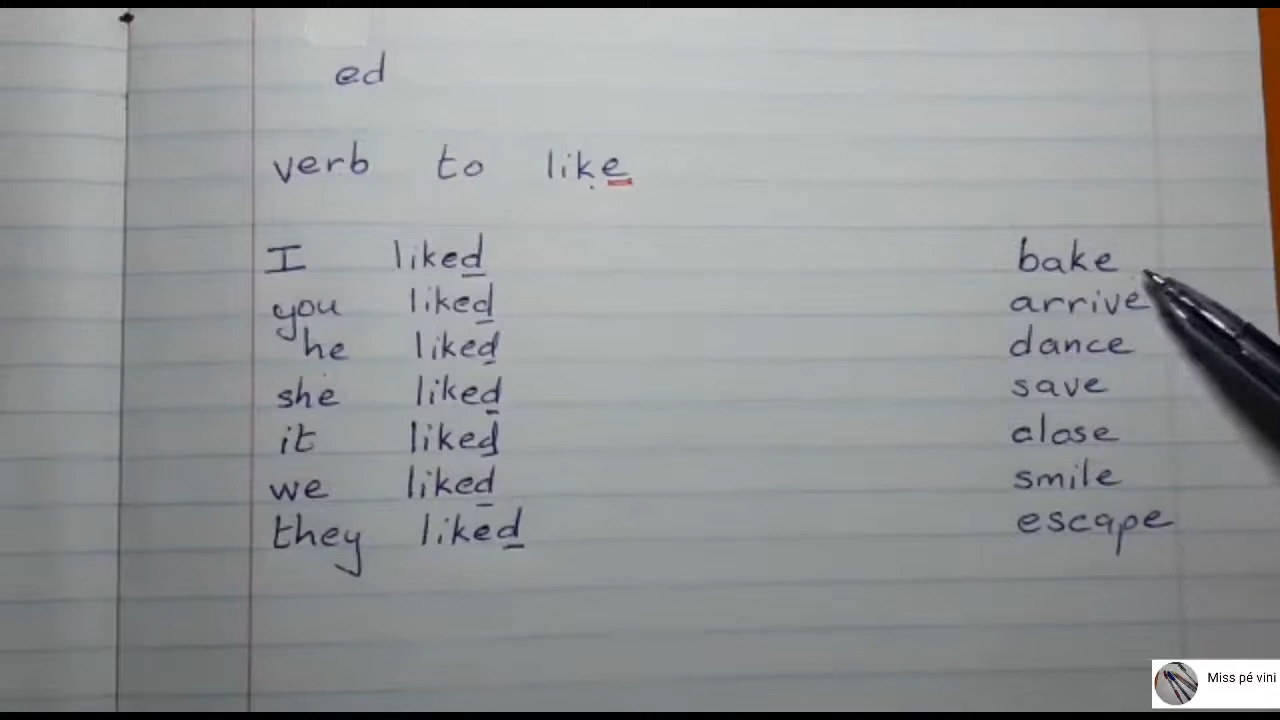 ed
verb to like
I liked
you liked
he liked
she liked
it liked
we liked
they liked
bake
arrive
dance
save
close
smile
escape
Miss pé vini